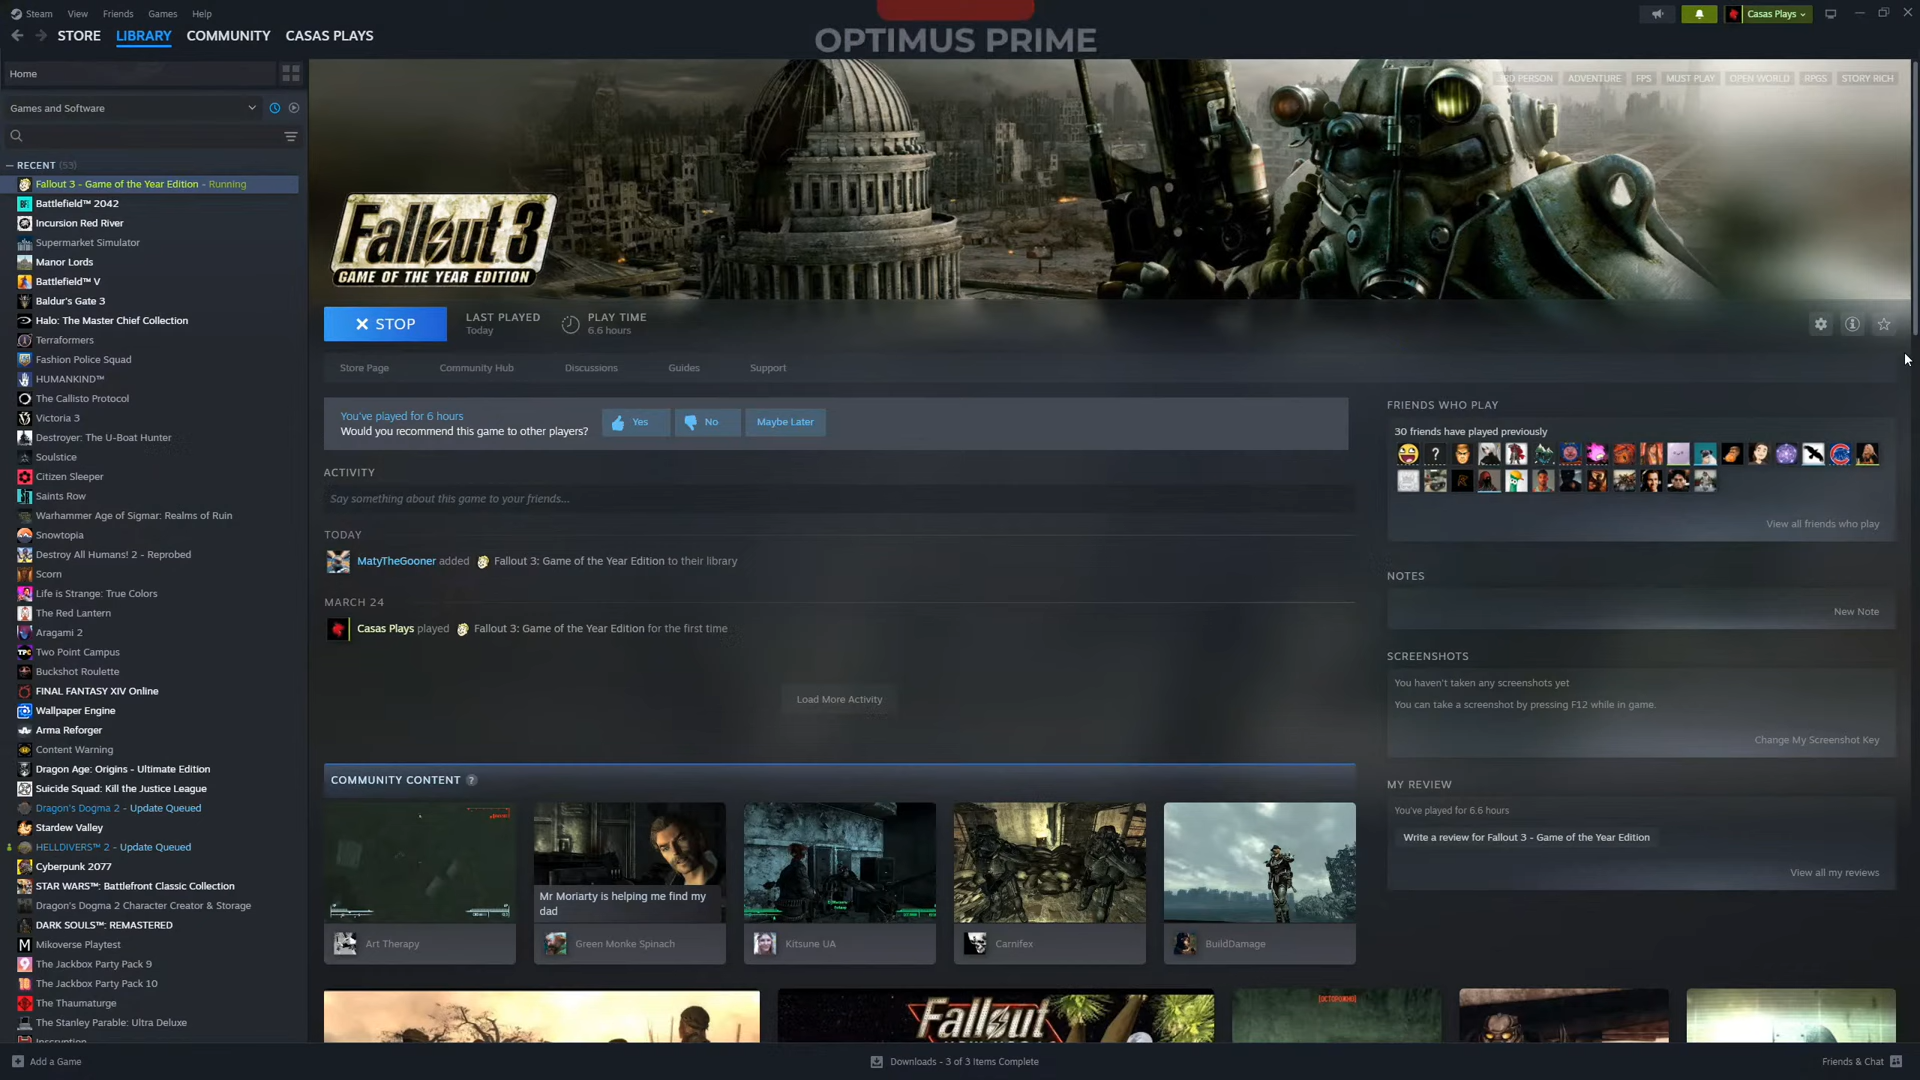 Steam View Friends Games Help
Casas Plays
STORE LIBRARY COMMUNITY CASAS PLAYS
OPTIMUS PRIME
Home
Games and Software
RECENT (53)
Fallout 3 - Game of the Year Edition - Running
Battlefield™ 2042
Incursion Red River
Supermarket Simulator
Manor Lords
Battlefield™ V
Baldur's Gate 3
Halo: The Master Chief Collection
Terraformers
Fashion Police Squad
HUMANKIND™
The Callisto Protocol
Victoria 3
Destroyer: The U-Boat Hunter
Soulstice
Citizen Sleeper
Saints Row
Warhammer Age of Sigmar: Realms of Ruin
Snowtopia
Destroy All Humans! 2 - Reprobed
Scorn
Life is Strange: True Colors
The Red Lantern
Aragami 2
Two Point Campus
Buckshot Roulette
FINAL FANTASY XIV Online
Wallpaper Engine
Arma Reforger
Content Warning
Dragon Age: Origins - Ultimate Edition
Suicide Squad: Kill the Justice League
Dragon's Dogma 2 - Update Queued
Stardew Valley
HELLDIVERS™ 2 - Update Queued
Cyberpunk 2077
STAR WARS™: Battlefront Classic Collection
Dragon's Dogma 2 Character Creator & Storage
DARK SOULS™: REMASTERED
Mikoverse Playtest
The Jackbox Party Pack 9
The Jackbox Party Pack 10
The Thaumaturge
The Stanley Parable: Ultra Deluxe
Inscryption
3RD PERSON ADVENTURE FPS MUST PLAY OPEN WORLD RPGS STORY RICH
Fallout 3
GAME OF THE YEAR EDITION
STOP
LAST PLAYED
Today
PLAY TIME
6.6 hours
Store Page Community Hub Discussions Guides Support
You've played for 6 hours
Would you recommend this game to other players?
Yes No Maybe Later
ACTIVITY
Say something about this game to your friends...
TODAY
MatyTheGooner added Fallout 3: Game of the Year Edition to their library
MARCH 24
Casas Plays played Fallout 3: Game of the Year Edition for the first time
Load More Activity
COMMUNITY CONTENT ?
Mr Moriarty is helping me find my
dad
Art Therapy
Green Monke Spinach
Kitsune UA
Carnifex
BuildDamage
Fallout
[ОСТОРОЖНО]
FRIENDS WHO PLAY
30 friends have played previously
View all friends who play
NOTES
New Note
SCREENSHOTS
You haven't taken any screenshots yet
You can take a screenshot by pressing F12 while in game.
Change My Screenshot Key
MY REVIEW
You've played for 6.6 hours
Write a review for Fallout 3 - Game of the Year Edition
View all my reviews
Add a Game
Downloads - 3 of 3 Items Complete
Friends & Chat